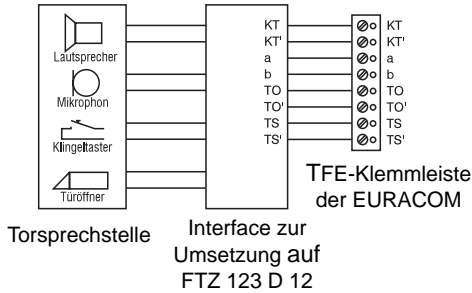 Lautsprecher
Mikrophon
Klingeltaster
Türöffner
KT
KT'
a
b
TO
TO'
TS
TS'
KT
KT'
a
b
TO
TO'
TS
TS'
Torsprechstelle
Interface zur
Umsetzung auf
FTZ 123 D 12
TFE-Klemmleiste
der EURACOM